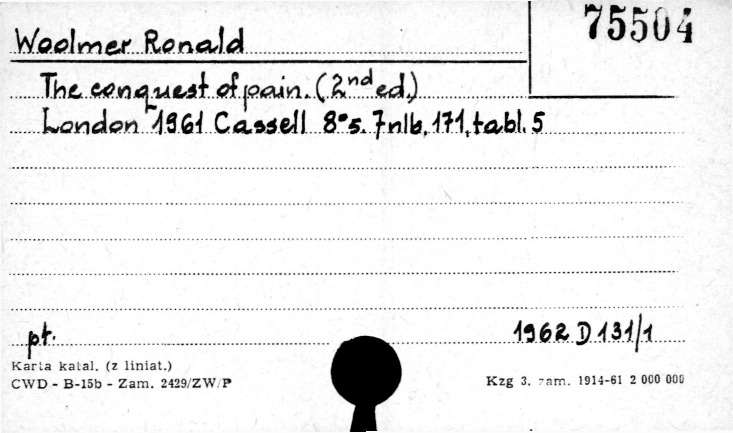 75504
Woolmer Ronald
The conquest of pain. (2nd ed.)
London 1961 Cassell 8° s. 7nlb, 171, tabl. 5
pt. 1962 D 131/1
Karta katal. (z liniat.)
CWD - B-15b - Zam. 2429/ZW/P
Kzg 3. zam. 1914-61 2 000 000